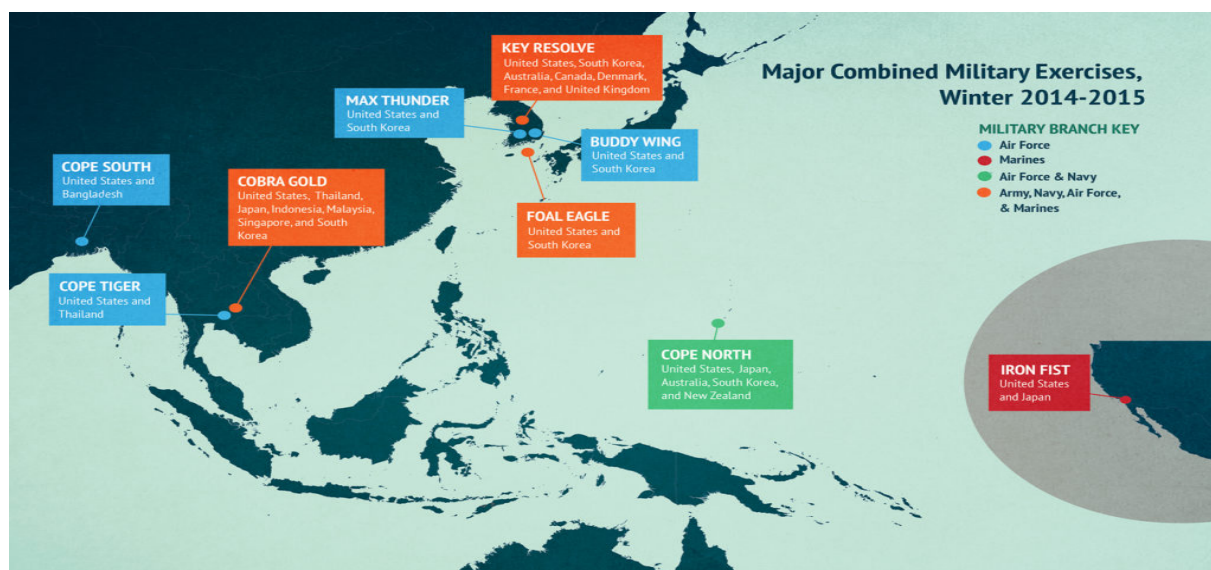 Major Combined Military Exercises,
Winter 2014-2015
MILITARY BRANCH KEY
Air Force
Marines
Air Force & Navy
Army, Navy, Air Force,
& Marines
KEY RESOLVE
United States, South Korea,
Australia, Canada, Denmark,
France, and United Kingdom
MAX THUNDER
United States and
South Korea
BUDDY WING
United States and
South Korea
COPE SOUTH
United States and
Bangladesh
COBRA GOLD
United States, Thailand,
Japan, Indonesia, Malaysia,
Singapore, and South
Korea
FOAL EAGLE
United States and
South Korea
COPE TIGER
United States and
Thailand
COPE NORTH
United States, Japan,
Australia, South Korea,
and New Zealand
IRON FIST
United States
and Japan